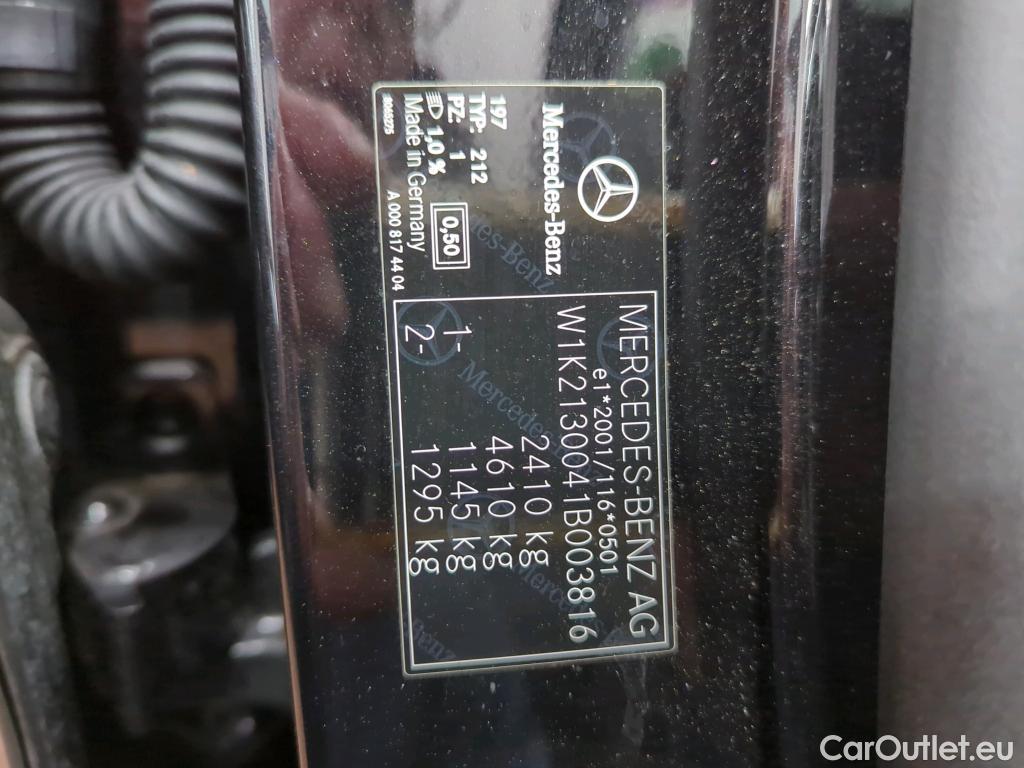 Mercedes-Benz
197
TYP: 212
PZ: 1
1,0 %
0,50
Made in Germany
A 000 817 44 04
MERCEDES-BENZ AG
e1*2001/116*0501
W1K2130041B003816
2410 kg
4610 kg
1- 1145 kg
2- 1295 kg
CarOutlet.eu